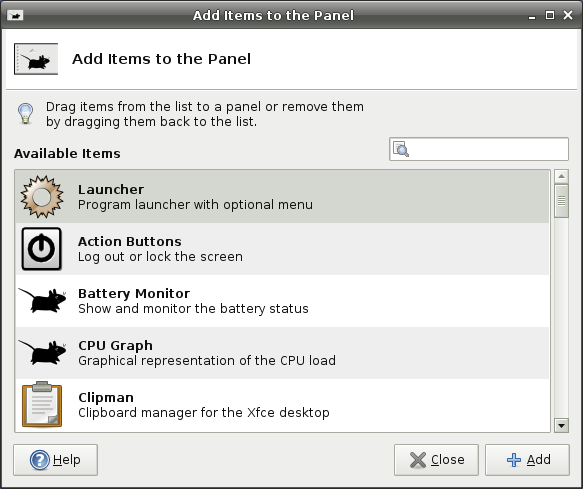 Add Items to the Panel
Add Items to the Panel
Drag items from the list to a panel or remove them
by dragging them back to the list.
Available Items
Launcher
Program launcher with optional menu
Action Buttons
Log out or lock the screen
Battery Monitor
Show and monitor the battery status
CPU Graph
Graphical representation of the CPU load
Clipman
Clipboard manager for the Xfce desktop
Help
Close
Add